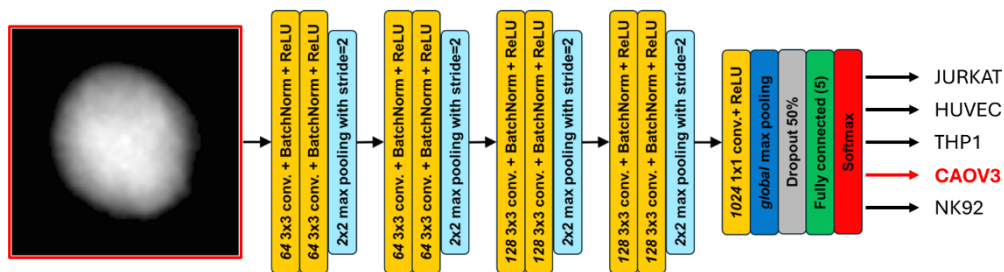 64 3x3 conv. + BatchNorm + ReLU
64 3x3 conv. + BatchNorm + ReLU
2x2 max pooling with stride=2
64 3x3 conv. + BatchNorm + ReLU
64 3x3 conv. + BatchNorm + ReLU
2x2 max pooling with stride=2
128 3x3 conv. + BatchNorm + ReLU
128 3x3 conv. + BatchNorm + ReLU
2x2 max pooling with stride=2
128 3x3 conv. + BatchNorm + ReLU
128 3x3 conv. + BatchNorm + ReLU
2x2 max pooling with stride=2
1024 1x1 conv.+ ReLU
global max pooling
Dropout 50%
Fully connected (5)
Softmax
JURKAT
HUVEC
THP1
CAOV3
NK92